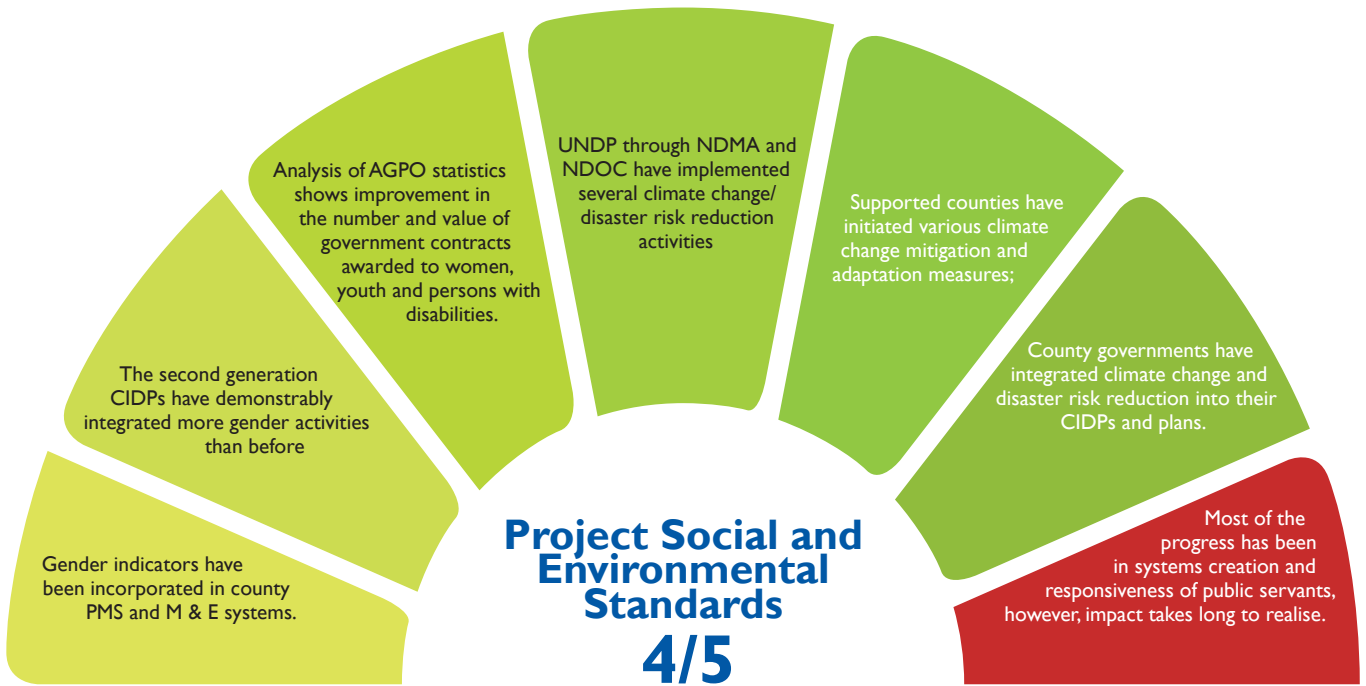 Gender indicators have
been incorporated in county
PMS and M & E systems.
The second generation
CIDPs have demonstrably
integrated more gender activities
than before
Analysis of AGPO statistics
shows improvement in
the number and value of
government contracts
awarded to women,
youth and persons with
disabilities.
UNDP through NDMA and
NDOC have implemented
several climate change/
disaster risk reduction
activities
Supported counties have
initiated various climate
change mitigation and
adaptation measures;
County governments have
integrated climate change and
disaster risk reduction into their
CIDPs and plans.
Most of the
progress has been
in systems creation and
responsiveness of public servants,
however, impact takes long to realise.
Project Social and
Environmental
Standards
4/5